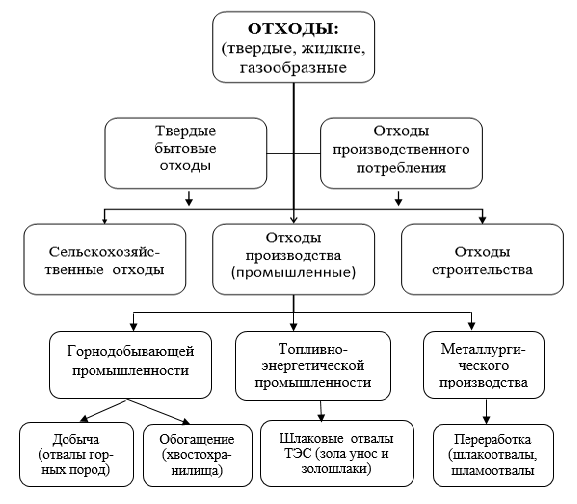 ОТХОДЫ:
(твердые, жидкие,
газообразные
Твердые
бытовые
отходы
Отходы
производственного
потребления
Сельскохозяйс-
твенные отходы
Отходы
производства
(промышленные)
Отходы
строительства
Горнодобывающей
промышленности
Топливно-
энергетической
промышленности
Металлурги-
ческого
производства
Добыча
(отвалы гор-
ных пород)
Обогащение
(хвостохра-
нилища)
Шлаковые отвалы
ТЭС (зола унос и
золошлаки)
Переработка
(шлакоотвалы,
шламоотвалы